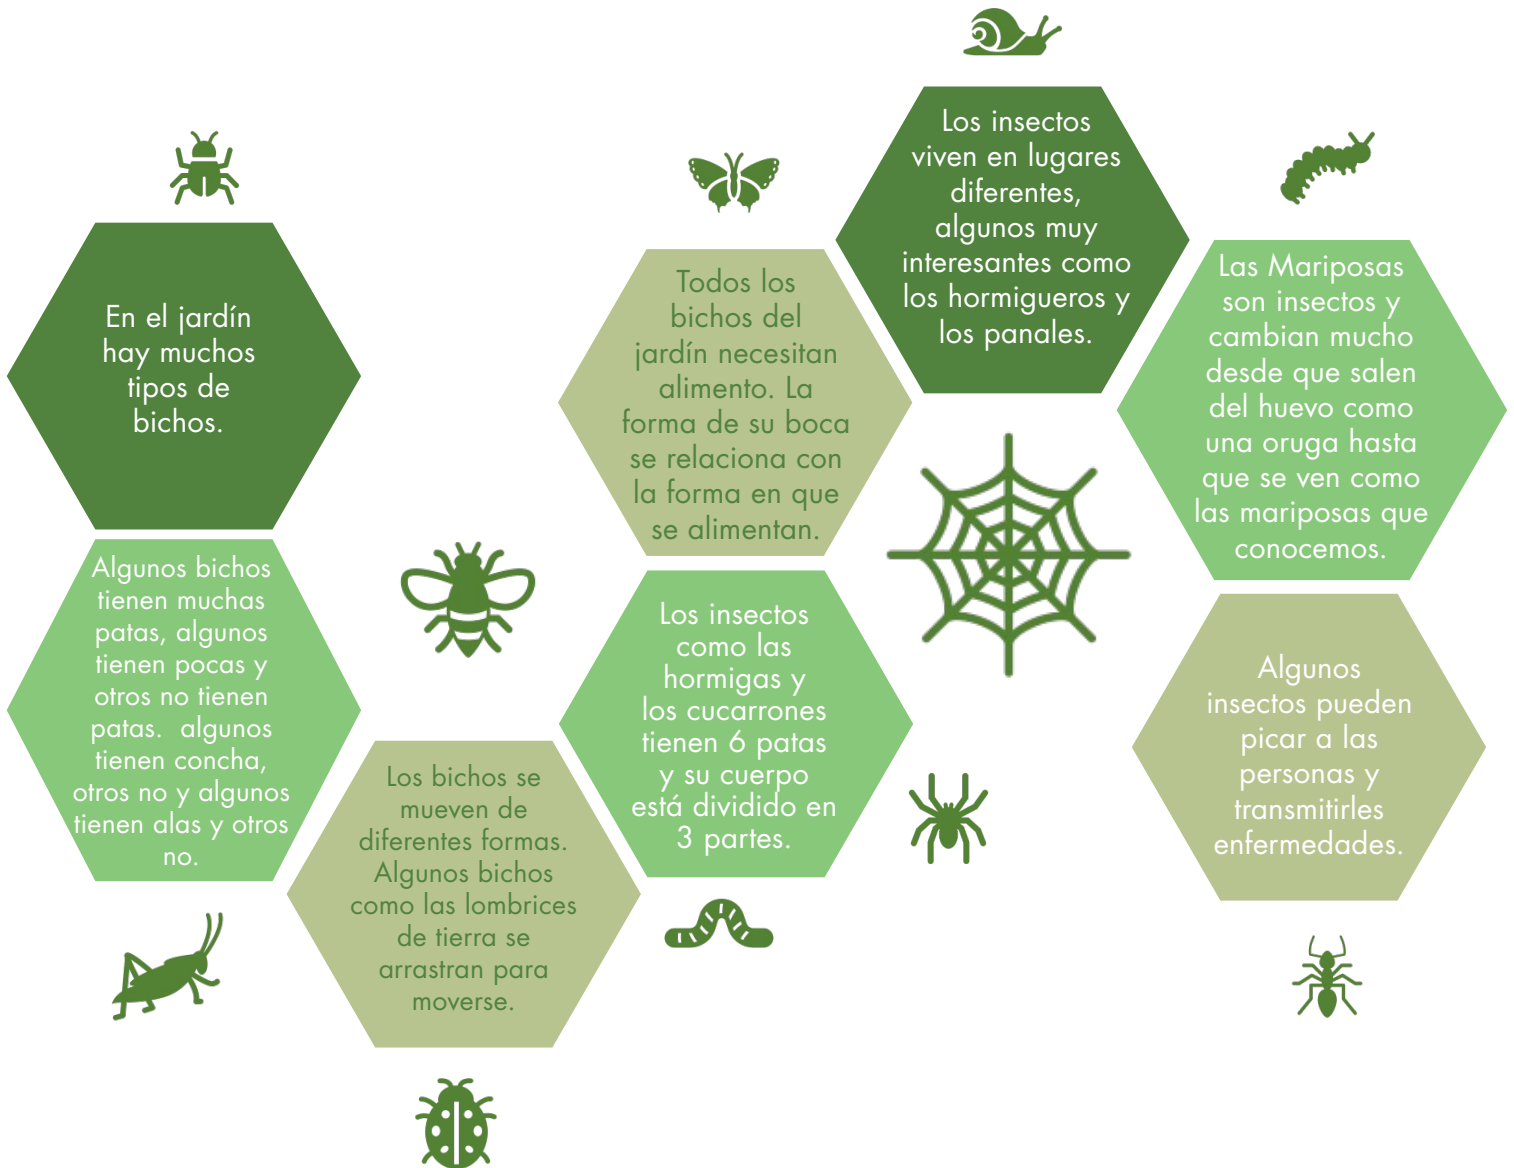 En el jardín
hay muchos
tipos de
bichos.
Algunos bichos
tienen muchas
patas, algunos
tienen pocas y
otros no tienen
patas.  algunos
tienen concha,
otros no y algunos
tienen alas y otros
no.
Los bichos se
mueven de
diferentes formas.
Algunos bichos
como las lombrices
de tierra se
arrastran para
moverse.
Los insectos
como las
hormigas y
los cucarrones
tienen 6 patas
y su cuerpo
está dividido en
3 partes.
Todos los
bichos del
jardín necesitan
alimento. La
forma de su boca
se relaciona con
la forma en que
se alimentan.
Los insectos
viven en lugares
diferentes,
algunos muy
interesantes como
los hormigueros y
los panales.
Las Mariposas
son insectos y
cambian mucho
desde que salen
del huevo como
una oruga hasta
que se ven como
las mariposas que
conocemos.
Algunos
insectos pueden
picar a las
personas y
transmitirles
enfermedades.